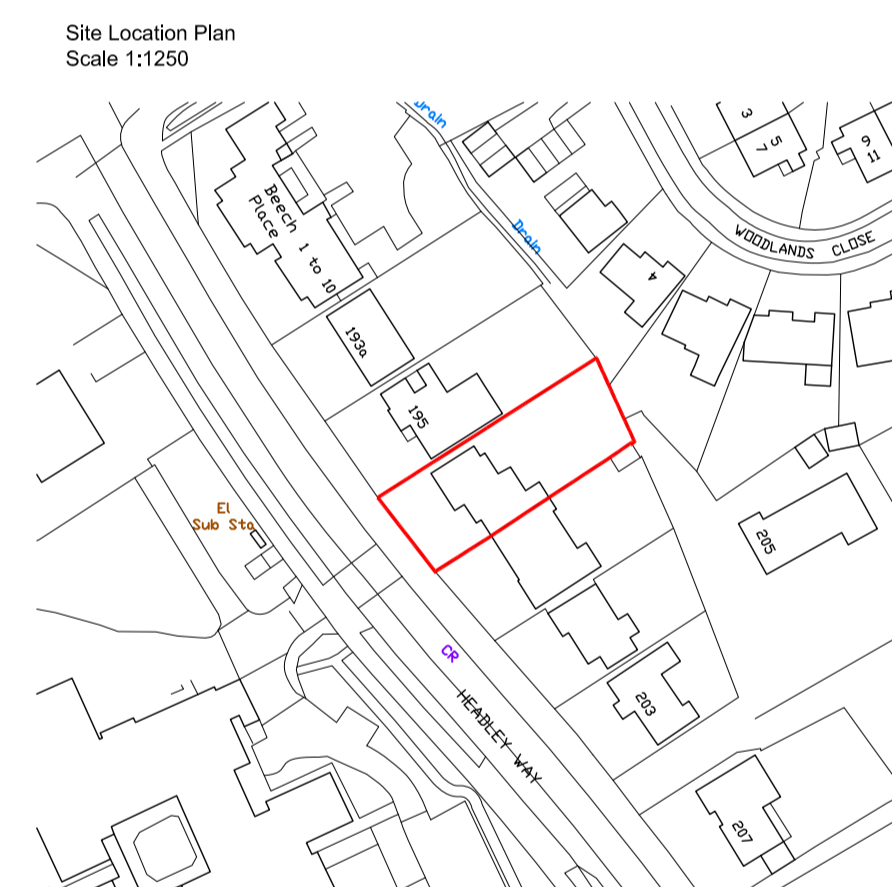 Site Location Plan
Scale 1:1250
Drain
3
5
7
9
11
Beech 1 to 10
Place
Drain
WOODLANDS CLOSE
4
193a
195
El
Sub Sta
205
CR
HEADLEY WAY
203
207